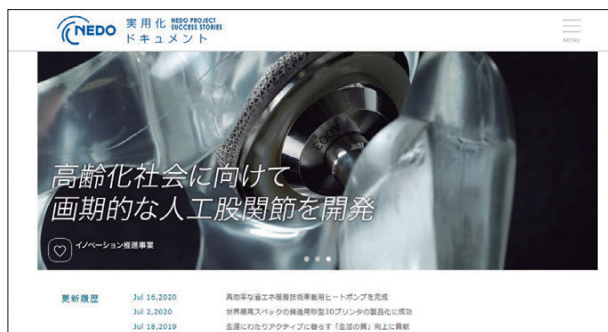 NEDO
実用化 NEDO PROJECT
SUCCESS STORIES
ドキュメント
MENU
高齢化社会に向けて
画期的な人工股関節を開発
イノベーション推進事業
更新履歴
Jul 16,2020 高効率な省エネ暖房技術車載用ヒートポンプを完成
Jul 2,2020 世界最高スペックの鋳造用砂型3Dプリンタの製品化に成功
Jul 18,2019 生涯にわたりアクティブに暮らす「生活の質」向上に貢献